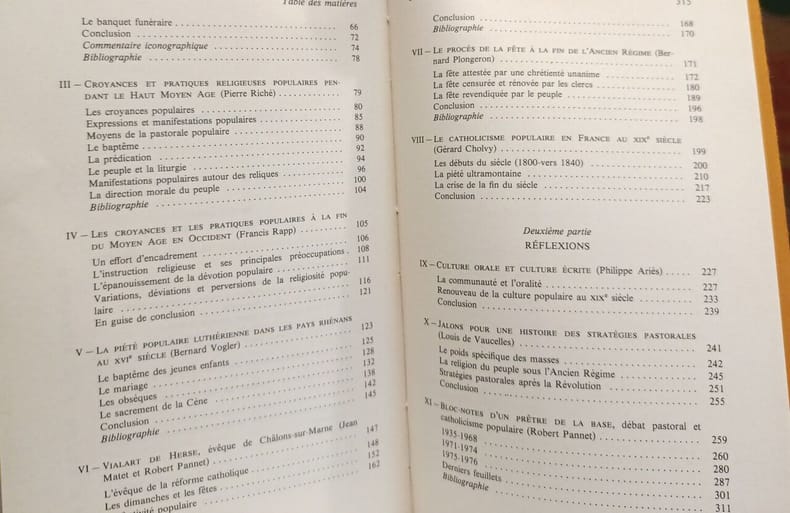 Table des matières
Le banquet funéraire 66
Conclusion 72
Commentaire iconographique 74
Bibliographie 78
III — Croyances et pratiques religieuses populaires pen-
dant le Haut Moyen Age (Pierre Riché) 79
Les croyances populaires 80
Expressions et manifestations populaires 85
Moyens de la pastorale populaire 88
Le baptême 90
La prédication 92
Le peuple et la liturgie 94
Manifestations populaires autour des reliques 96
La direction morale du peuple 100
Bibliographie 104
IV — Les croyances et les pratiques populaires à la fin
du Moyen Age en Occident (Francis Rapp) 105
Un effort d'encadrement 106
L'instruction religieuse et ses principales préoccupations 108
L'épanouissement de la dévotion populaire 111
Variations, déviations et perversions de la religiosité popu-
laire 116
En guise de conclusion 121
V — La piété populaire luthérienne dans les pays rhénans
au XVIe siècle (Bernard Vogler) 123
Le baptême des jeunes enfants 125
Le mariage 128
Les obsèques 132
Le sacrement de la Cène 138
Conclusion 142
Bibliographie 145
VI — Vialart de Herse, évêque de Châlons-sur-Marne (Jean
Matet et Robert Pannet) 147
L'évêque de la réforme catholique 148
Les dimanches et les fêtes 152
populaire 162
315
Conclusion 168
Bibliographie 170
VII — Le procès de la fête à la fin de l'Ancien Régime (Ber-
nard Plongeron) 171
La fête attestée par une chrétienté unanime 172
La fête censurée et rénovée par les clercs 180
La fête revendiquée par le peuple 189
Conclusion 196
Bibliographie 198
VIII — Le catholicisme populaire en France au XIXe siècle
(Gérard Cholvy) 199
Les débuts du siècle (1800-vers 1840) 200
La piété ultramontaine 210
La crise de la fin du siècle 217
Conclusion 223
Deuxième partie
RÉFLEXIONS
IX — Culture orale et culture écrite (Philippe Ariès) 227
La communauté et l'oralité 227
Renouveau de la culture populaire au XIXe siècle 233
Conclusion 239
X — Jalons pour une histoire des stratégies pastorales
(Louis de Vaucelles) 241
Le poids spécifique des masses 242
La religion du peuple sous l'Ancien Régime 245
Stratégies pastorales après la Révolution 251
Conclusion 255
XI — Bloc-notes d'un prêtre de la base, débat pastoral et
catholicisme populaire (Robert Pannet) 259
1935-1968 260
1971-1974 280
1975-1976 287
Derniers feuillets 301
Bibliographie 311